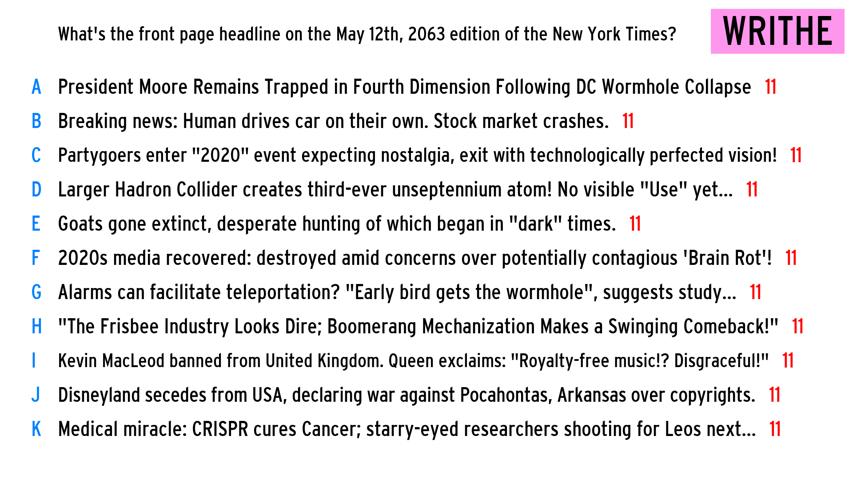 What's the front page headline on the May 12th, 2063 edition of the New York Times?
WRITHE
A President Moore Remains Trapped in Fourth Dimension Following DC Wormhole Collapse 11
B Breaking news: Human drives car on their own. Stock market crashes. 11
C Partygoers enter "2020" event expecting nostalgia, exit with technologically perfected vision! 11
D Larger Hadron Collider creates third-ever unseptennium atom! No visible "Use" yet... 11
E Goats gone extinct, desperate hunting of which began in "dark" times. 11
F 2020s media recovered: destroyed amid concerns over potentially contagious 'Brain Rot'! 11
G Alarms can facilitate teleportation? "Early bird gets the wormhole", suggests study... 11
H "The Frisbee Industry Looks Dire; Boomerang Mechanization Makes a Swinging Comeback!" 11
I Kevin MacLeod banned from United Kingdom. Queen exclaims: "Royalty-free music!? Disgraceful!" 11
J Disneyland secedes from USA, declaring war against Pocahontas, Arkansas over copyrights. 11
K Medical miracle: CRISPR cures Cancer; starry-eyed researchers shooting for Leos next... 11